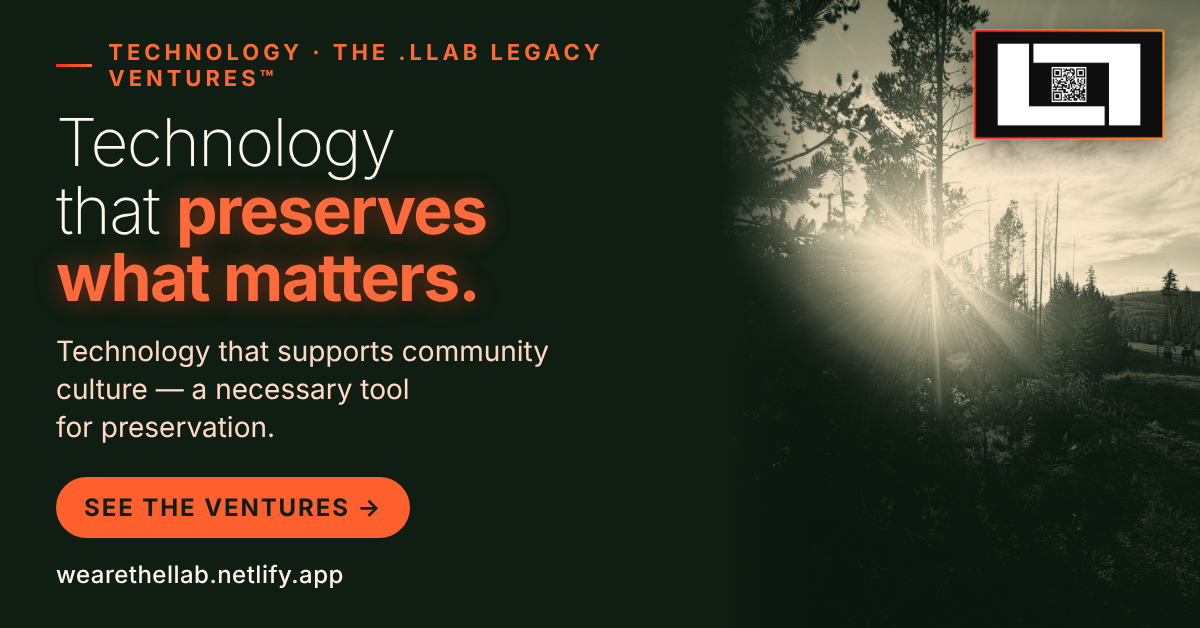 TECHNOLOGY · THE .LLAB LEGACY
VENTURES™
Technology
that preserves
what matters.
Technology that supports community
culture — a necessary tool
for preservation.
SEE THE VENTURES →
wearethellab.netlify.app